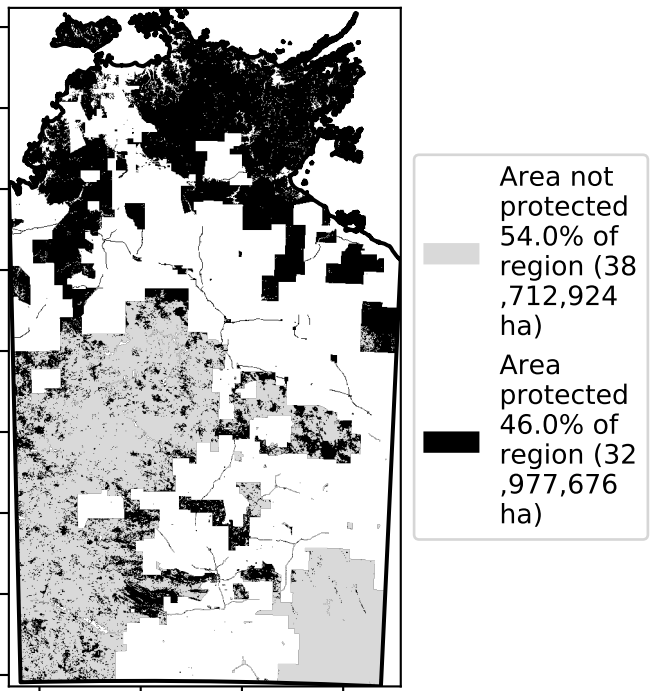 Area not
protected
54.0% of
region (38
,712,924
ha)
Area
protected
46.0% of
region (32
,977,676
ha)